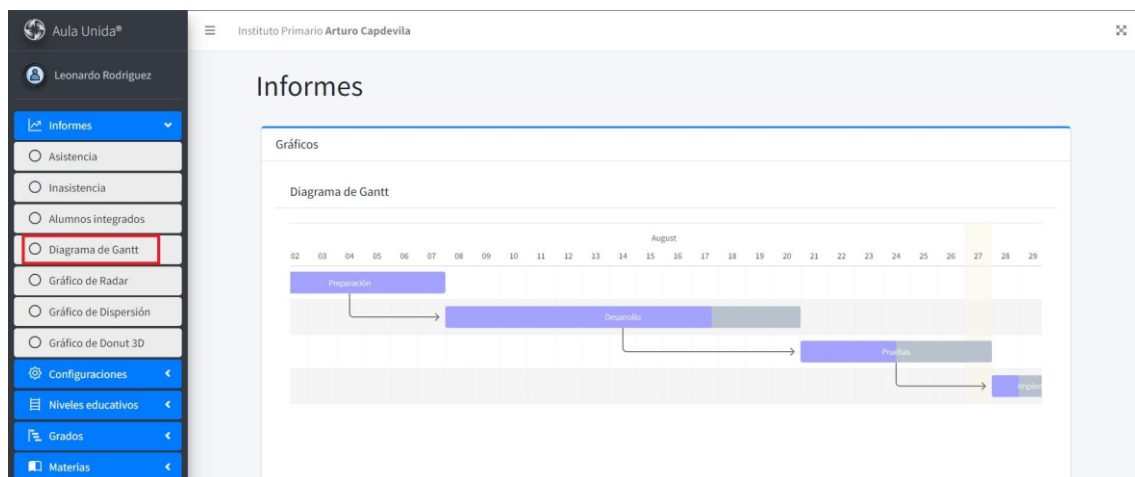 Aula Unida®
Instituto Primario Arturo Capdevila
Leonardo Rodriguez
Informes
Asistencia
Inasistencia
Alumnos integrados
Diagrama de Gantt
Gráfico de Radar
Gráfico de Dispersión
Gráfico de Donut 3D
Configuraciones
Niveles educativos
Grados
Materias
Informes
Gráficos
Diagrama de Gantt
August
02 03 04 05 06 07 08 09 10 11 12 13 14 15 16 17 18 19 20 21 22 23 24 25 26 27 28 29
Preparación
Desarrollo
Pruebas
Implem